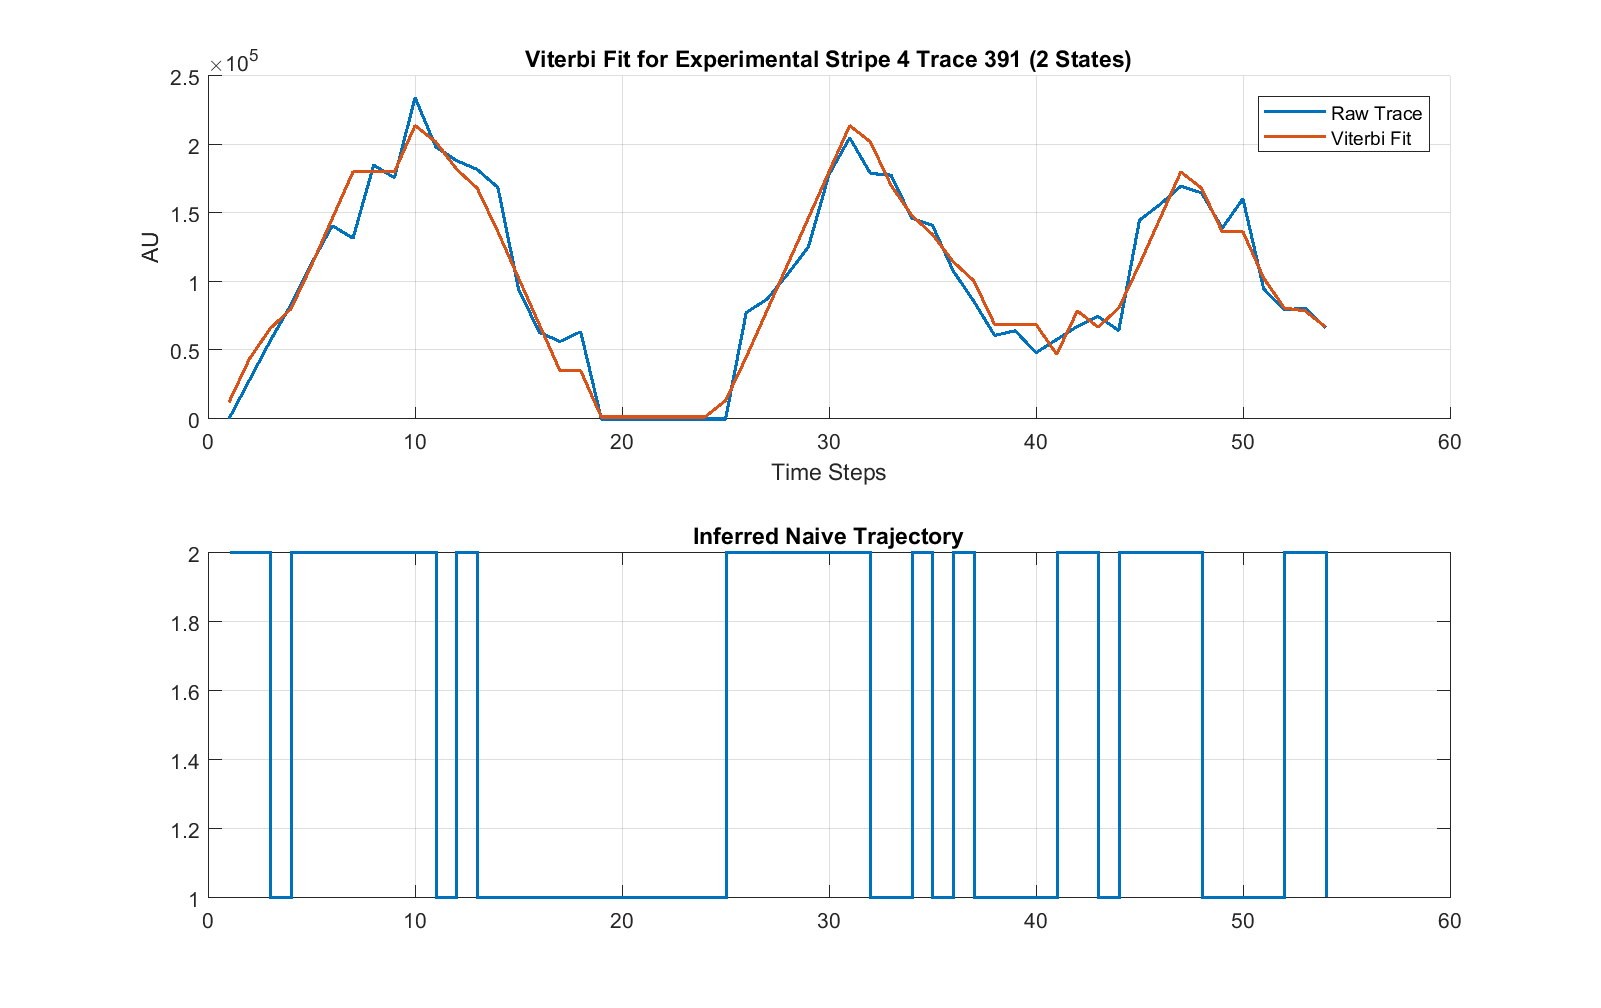 Viterbi Fit for Experimental Stripe 4 Trace 391 (2 States)
×10^5
2.5
2
1.5
1
0.5
0
AU
Raw Trace
Viterbi Fit
0 10 20 30 40 50 60
Time Steps
Inferred Naive Trajectory
2
1.8
1.6
1.4
1.2
1
0 10 20 30 40 50 60